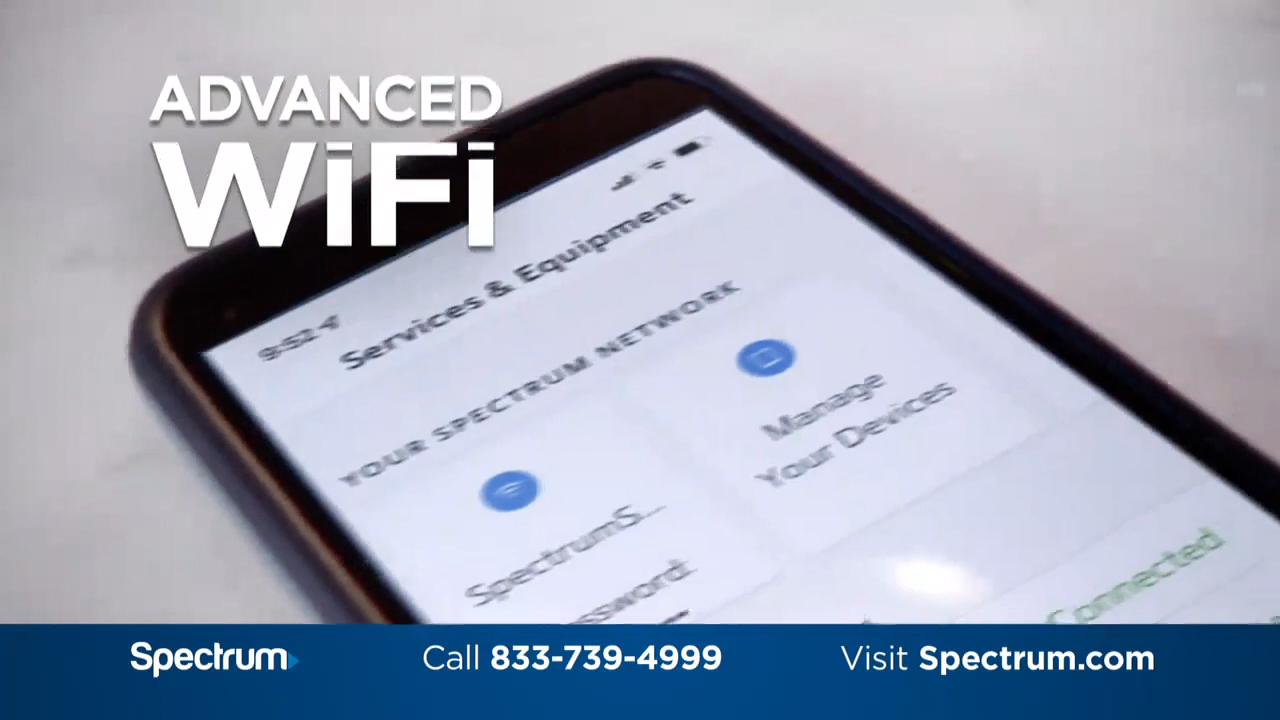 ADVANCED
WiFi
9:52
Services & Equipment
YOUR SPECTRUM NETWORK
Manage
Your Devices
SpectrumS...
Connected
Spectrum
Call 833-739-4999
Visit Spectrum.com